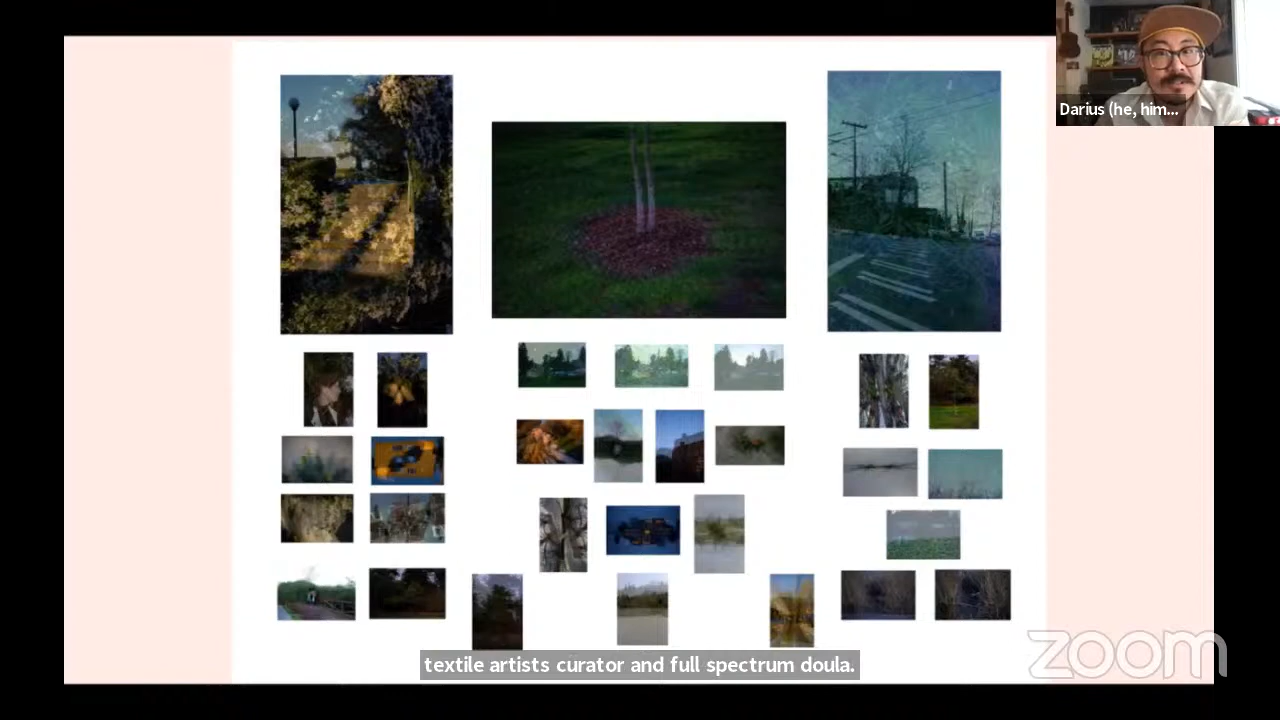 Darius (he, him...
textile artists curator and full spectrum doula.
zoom